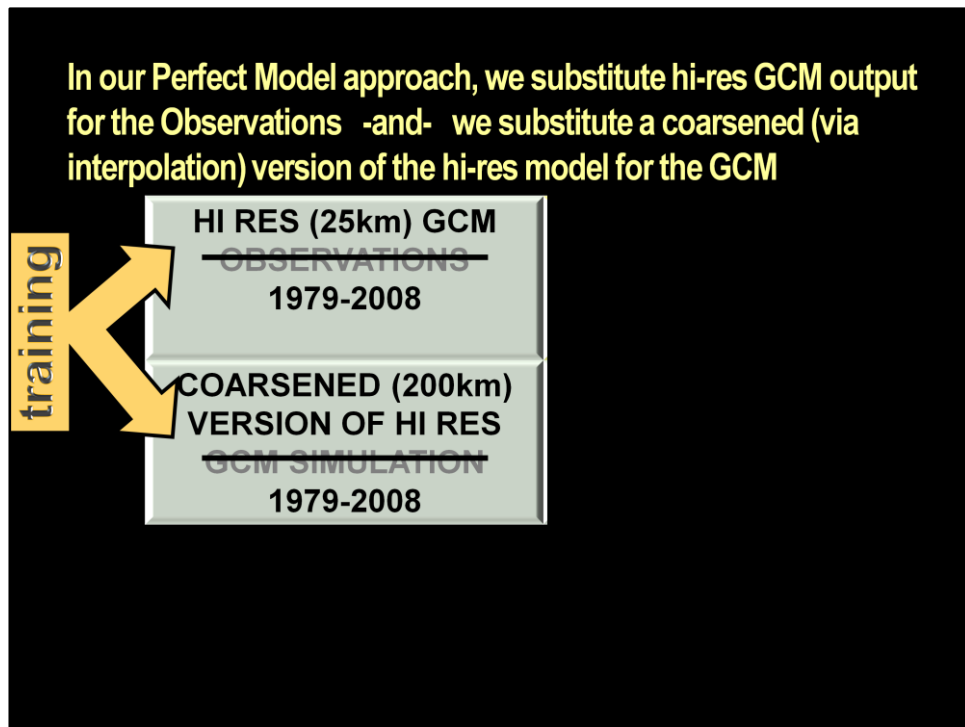 In our Perfect Model approach, we substitute hi-res GCM output
for the Observations -and- we substitute a coarsened (via
interpolation) version of the hi-res model for the GCM
training
HI RES (25km) GCM
OBSERVATIONS
1979-2008
COARSENED (200km)
VERSION OF HI RES
GCM SIMULATION
1979-2008